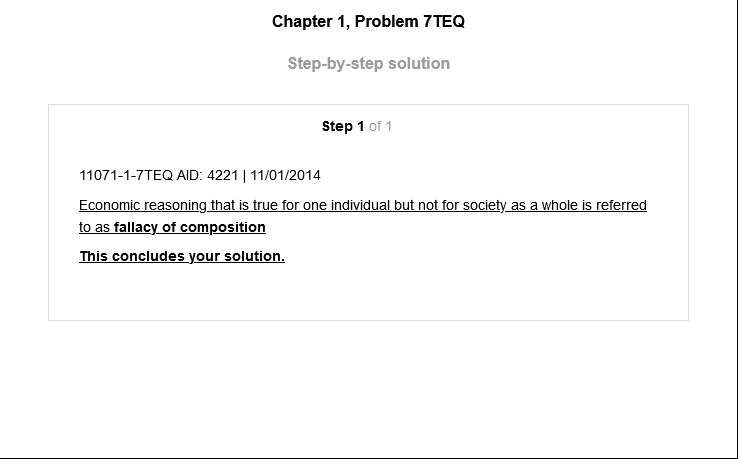 Chapter 1, Problem 7TEQ
Step-by-step solution
Step 1 of 1
11071-1-7TEQ AID: 4221 | 11/01/2014
Economic reasoning that is true for one individual but not for society as a whole is referred
to as fallacy of composition
This concludes your solution.